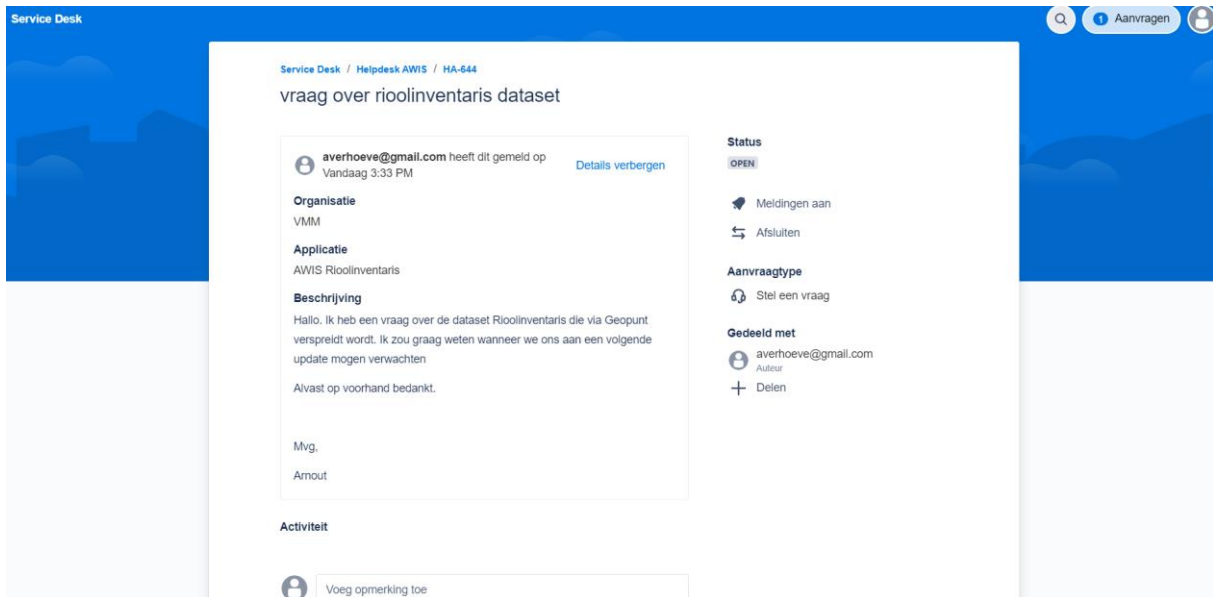 Service Desk
1 Aanvragen
Service Desk / Helpdesk AWIS / HA-644
vraag over rioolinventaris dataset
averhoeve@gmail.com heeft dit gemeld op
Vandaag 3:33 PM
Details verbergen
Organisatie
VMM
Applicatie
AWIS Rioolinventaris
Beschrijving
Hallo. Ik heb een vraag over de dataset Rioolinventaris die via Geopunt
verspreidt wordt. Ik zou graag weten wanneer we ons aan een volgende
update mogen verwachten
Alvast op voorhand bedankt.
Mvg,
Arnout
Activiteit
Voeg opmerking toe
Status
OPEN
Meldingen aan
Afsluiten
Aanvraagtype
Stel een vraag
Gedeeld met
averhoeve@gmail.com
Auteur
Delen